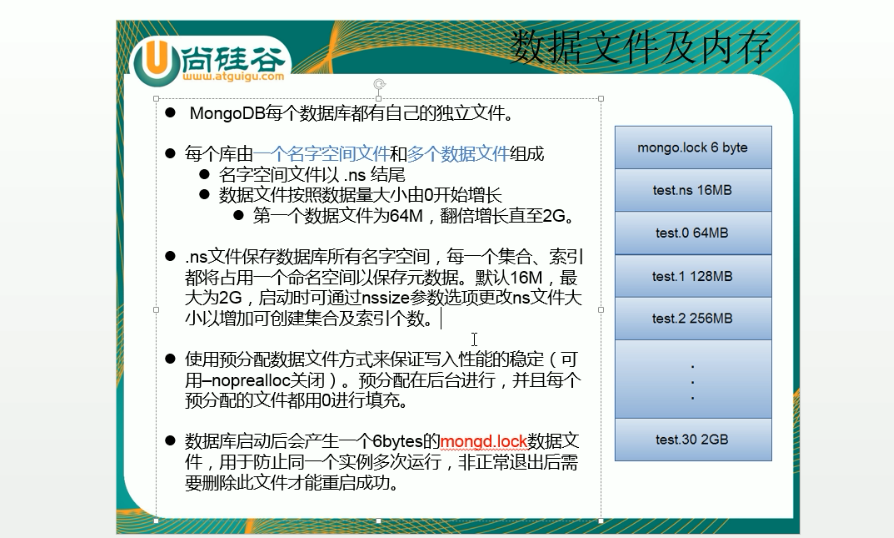 尚硅谷
www.atguigu.com
数据文件及内存
● MongoDB每个数据库都有自己的独立文件。
● 每个库由一个名字空间文件和多个数据文件组成
● 名字空间文件以 .ns 结尾
● 数据文件按照数据量大小由0开始增长
● 第一个数据文件为64M，翻倍增长直至2G。
● .ns文件保存数据库所有名字空间，每一个集合、索引
都将占用一个命名空间以保存元数据。默认16M，最
大为2G，启动时可通过nssize参数选项更改ns文件大
小以增加可创建集合及索引个数。
● 使用预分配数据文件方式来保证写入性能的稳定（可
用–noprealloc关闭）。预分配在后台进行，并且每个
预分配的文件都用0进行填充。
● 数据库启动后会产生一个6bytes的mongd.lock数据文
件，用于防止同一个实例多次运行，非正常退出后需
要删除此文件才能重启成功。
mongo.lock 6 byte
test.ns 16MB
test.0 64MB
test.1 128MB
test.2 256MB
.
.
.
test.30 2GB